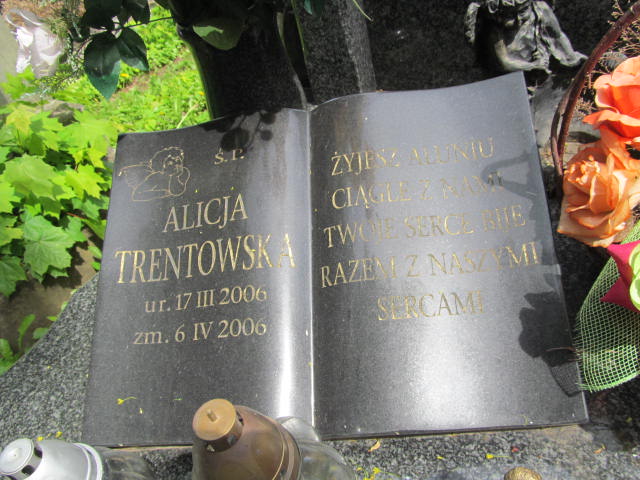 Ś.P.
ALICJA
TRENTOWSKA
ur. 17 III 2006
zm. 6 IV 2006
ŻYJESZ ALUNIU
CIĄGLE Z NAMI
TWOJE SERCE BIJE
RAZEM Z NASZYMI
SERCAMI